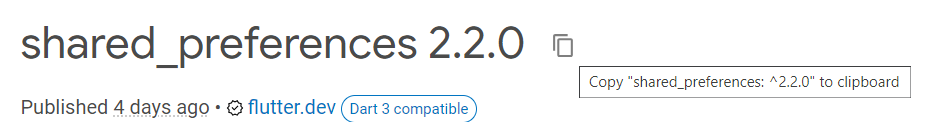 shared_preferences 2.2.0
Copy "shared_preferences: ^2.2.0" to clipboard
Published 4 days ago • flutter.dev Dart 3 compatible